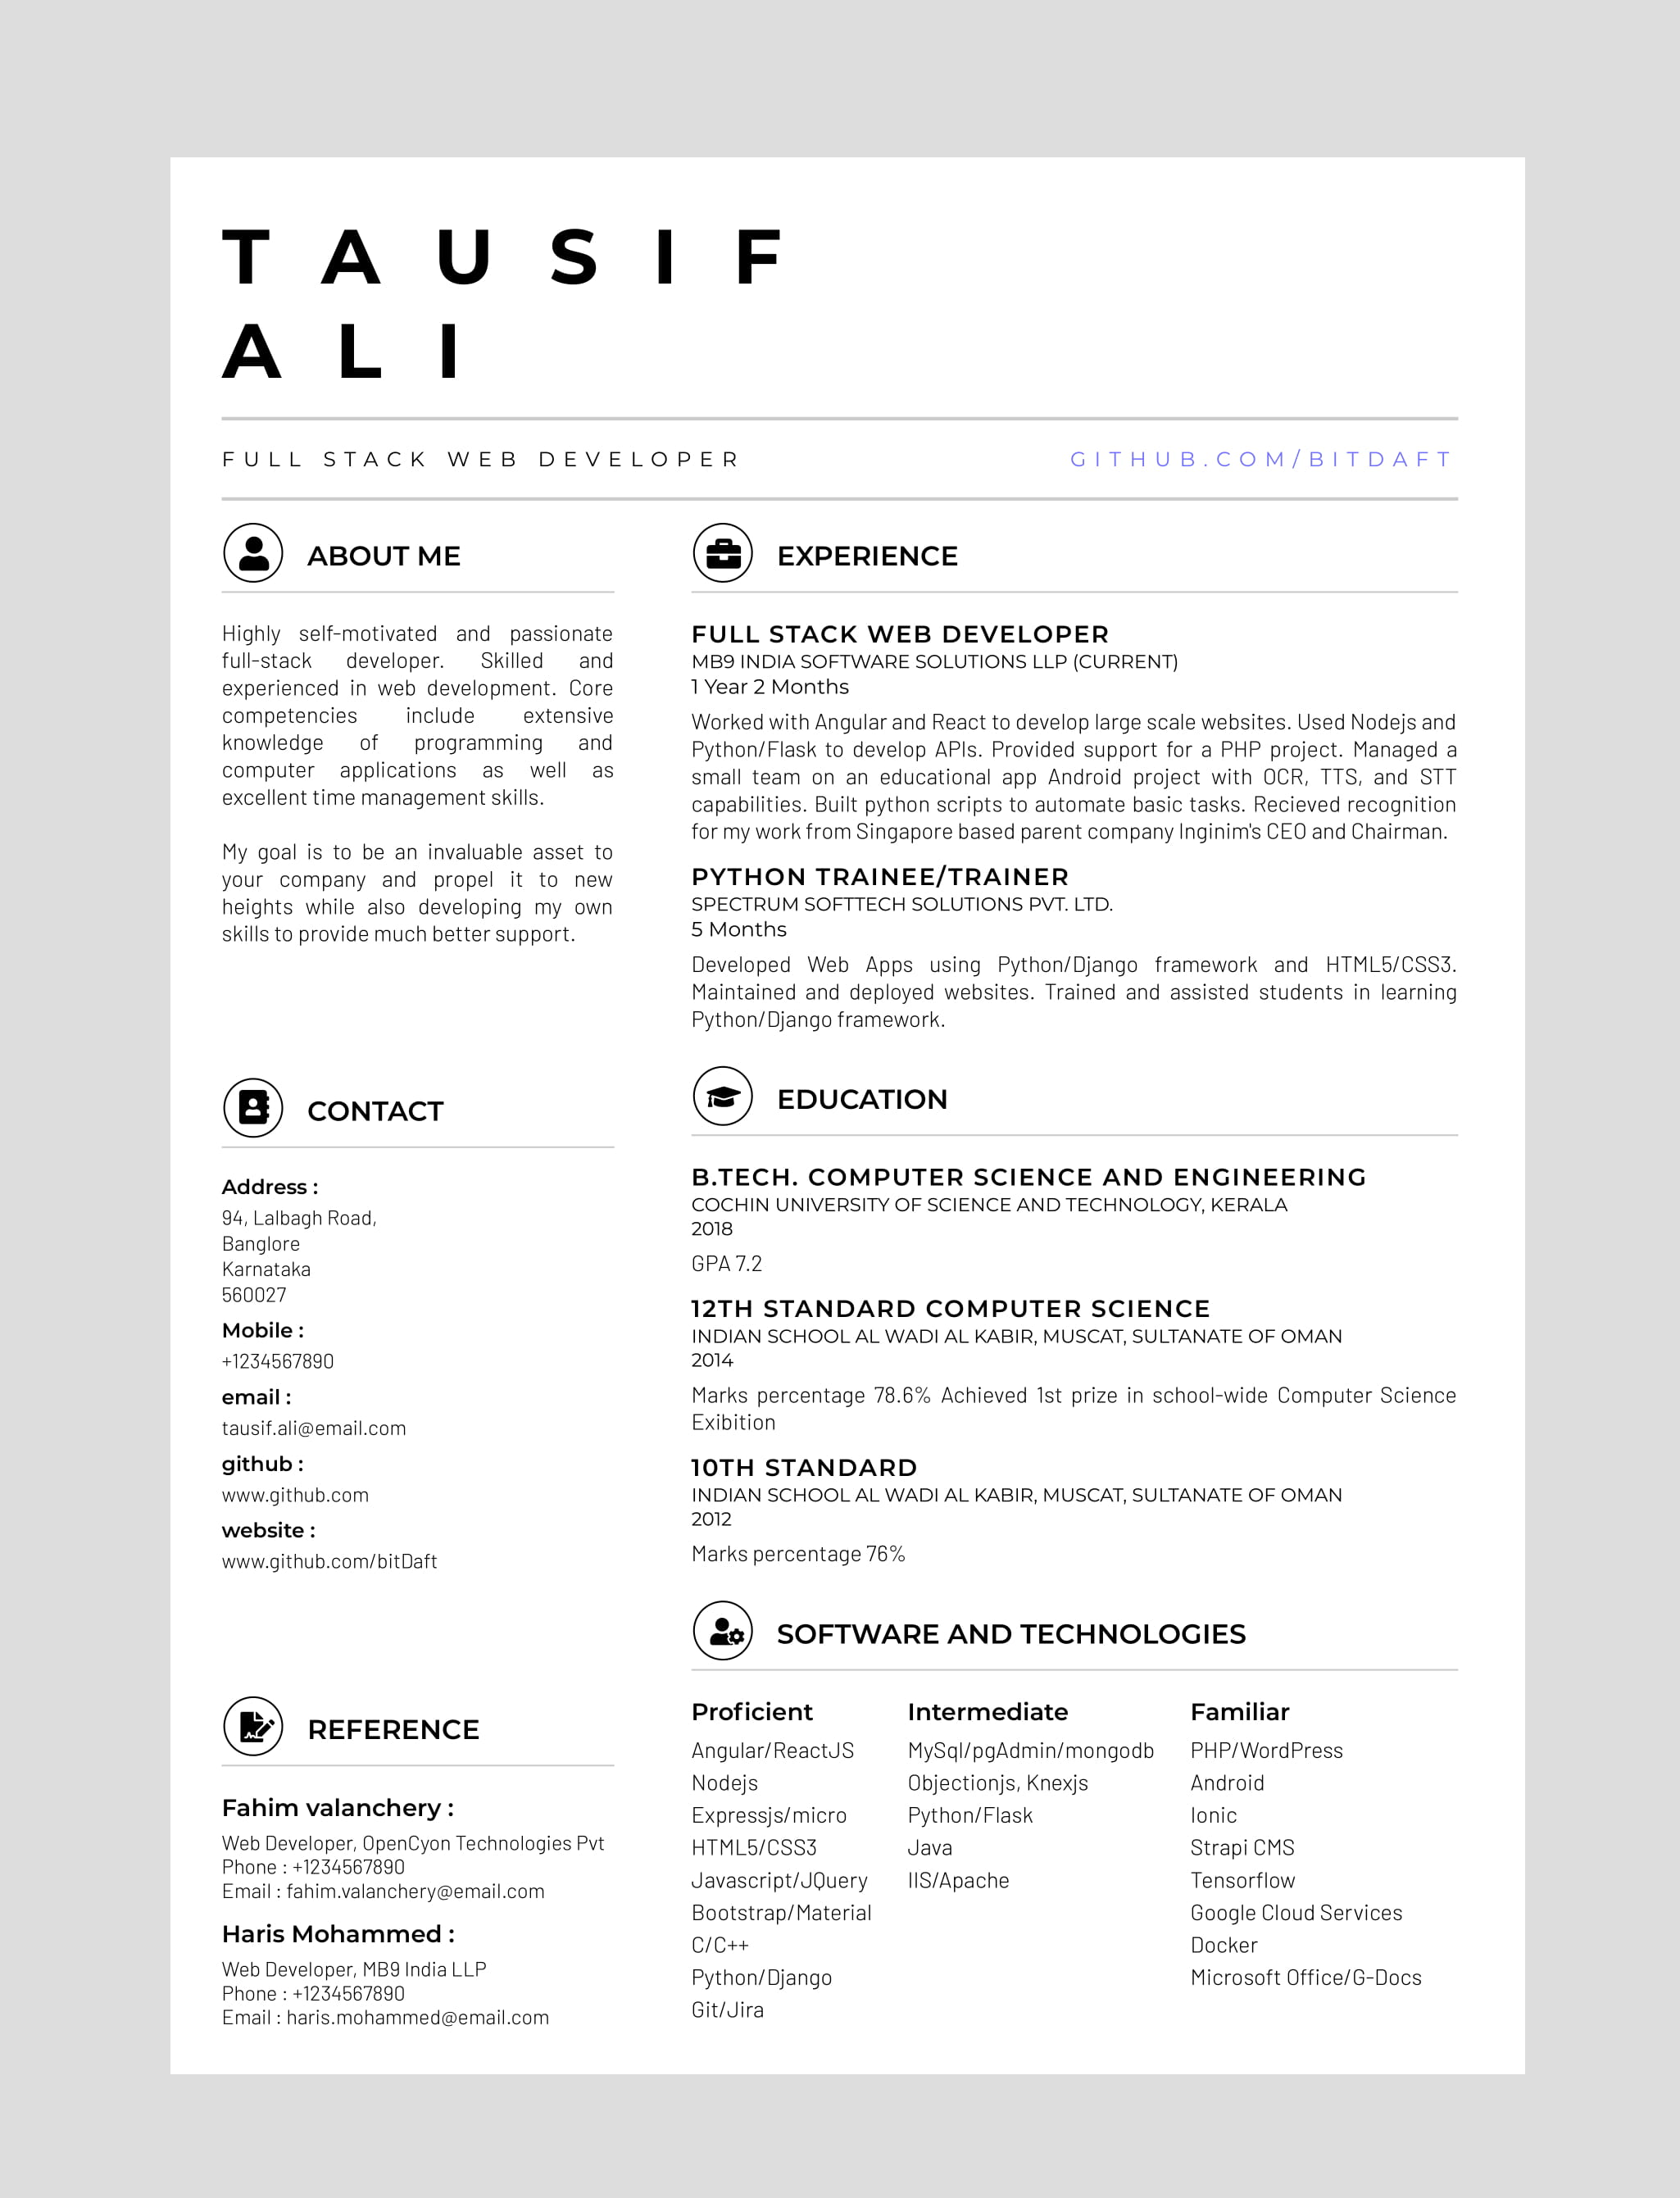 TAUSIF
ALI
FULL STACK WEB DEVELOPER
GITHUB.COM/BITDAFT
ABOUT ME
Highly self-motivated and passionate
full-stack developer. Skilled and
experienced in web development. Core
competencies include extensive
knowledge of programming and
computer applications as well as
excellent time management skills.
My goal is to be an invaluable asset to
your company and propel it to new
heights while also developing my own
skills to provide much better support.
CONTACT
Address :
94, Lalbagh Road,
Banglore
Karnataka
560027
Mobile :
+1234567890
email :
tausif.ali@email.com
github :
www.github.com
website :
www.github.com/bitDaft
REFERENCE
Fahim valanchery :
Web Developer, OpenCyon Technologies Pvt
Phone : +1234567890
Email : fahim.valanchery@email.com
Haris Mohammed :
Web Developer, MB9 India LLP
Phone : +1234567890
Email : haris.mohammed@email.com
EXPERIENCE
FULL STACK WEB DEVELOPER
MB9 INDIA SOFTWARE SOLUTIONS LLP (CURRENT)
1 Year 2 Months
Worked with Angular and React to develop large scale websites. Used Nodejs and
Python/Flask to develop APIs. Provided support for a PHP project. Managed a
small team on an educational app Android project with OCR, TTS, and STT
capabilities. Built python scripts to automate basic tasks. Recieved recognition
for my work from Singapore based parent company Inginim's CEO and Chairman.
PYTHON TRAINEE/TRAINER
SPECTRUM SOFTTECH SOLUTIONS PVT. LTD.
5 Months
Developed Web Apps using Python/Django framework and HTML5/CSS3.
Maintained and deployed websites. Trained and assisted students in learning
Python/Django framework.
EDUCATION
B.TECH. COMPUTER SCIENCE AND ENGINEERING
COCHIN UNIVERSITY OF SCIENCE AND TECHNOLOGY, KERALA
2018
GPA 7.2
12TH STANDARD COMPUTER SCIENCE
INDIAN SCHOOL AL WADI AL KABIR, MUSCAT, SULTANATE OF OMAN
2014
Marks percentage 78.6% Achieved 1st prize in school-wide Computer Science
Exibition
10TH STANDARD
INDIAN SCHOOL AL WADI AL KABIR, MUSCAT, SULTANATE OF OMAN
2012
Marks percentage 76%
SOFTWARE AND TECHNOLOGIES
Proficient
Angular/ReactJS
Nodejs
Expressjs/micro
HTML5/CSS3
Javascript/JQuery
Bootstrap/Material
C/C++
Python/Django
Git/Jira
Intermediate
MySql/pgAdmin/mongodb
Objectionjs, Knexjs
Python/Flask
Java
IIS/Apache
Familiar
PHP/WordPress
Android
Ionic
Strapi CMS
Tensorflow
Google Cloud Services
Docker
Microsoft Office/G-Docs